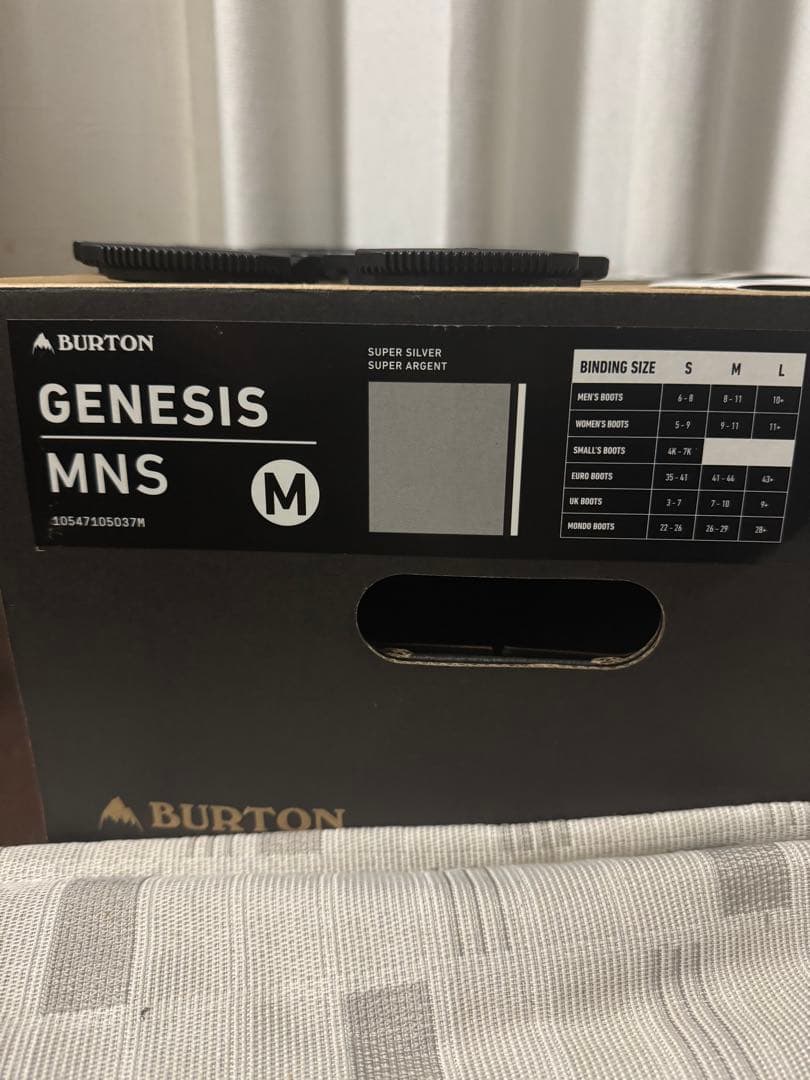 BURTON
GENESIS
MNS
M
10547105037M
SUPER SILVER
SUPER ARGENT
BINDING SIZE S M L
MEN'S BOOTS 6 - 8 8 - 11 10+
WOMEN'S BOOTS 5 - 9 9 - 11 11+
SMALL'S BOOTS 4K - 7K
EURO BOOTS 35 - 41 41 - 44 43+
UK BOOTS 3 - 7 7 - 10 9+
MONDO BOOTS 22 - 26 26 - 29 28+
BURTON